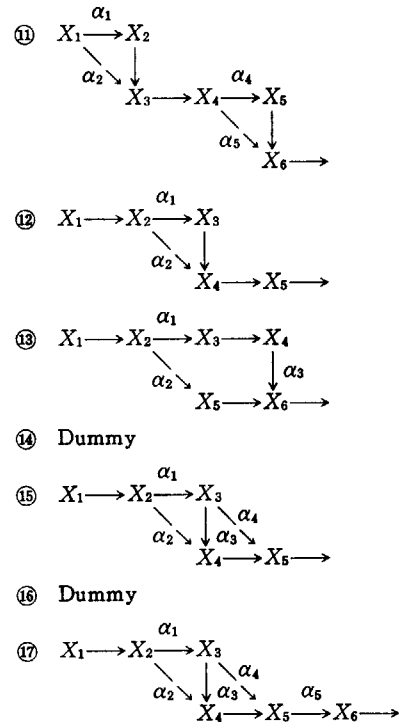 α₁
⑪ X₁ X₂
α₂ α₄
X₃ X₄ X₅
α₅
X₆
α₁
⑫ X₁ X₂ X₃
α₂
X₄ X₅
α₁
⑬ X₁ X₂ X₃ X₄
α₂ α₃
X₅ X₆
⑭ Dummy
α₁
⑮ X₁ X₂ X₃
α₄
α₂ α₃
X₄ X₅
⑯ Dummy
α₁
⑰ X₁ X₂ X₃
α₄
α₂ α₃ α₅
X₄ X₅ X₆